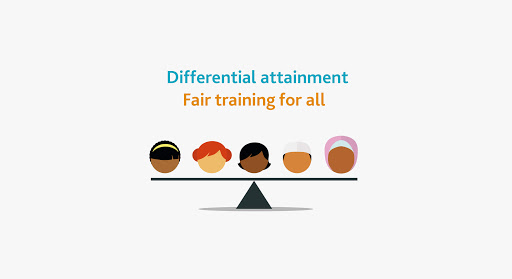 Differential attainment
Fair training for all